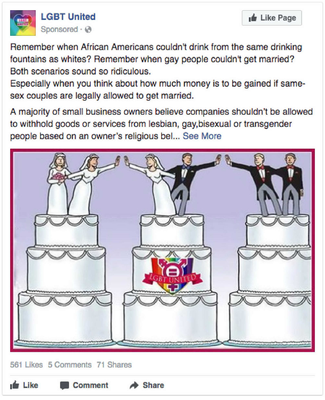 LGBT United
Sponsored ·
Like Page
Remember when African Americans couldn't drink from the same drinking
fountains as whites? Remember when gay people couldn't get married?
Both scenarios sound so ridiculous.
Especially when you think about how much money is to be gained if same-
sex couples are legally allowed to get married.
A majority of small business owners believe companies shouldn't be allowed
to withhold goods or services from lesbian, gay,bisexual or transgender
people based on an owner's religious bel... See More
LGBT UNITED
561 Likes 5 Comments 71 Shares
Like Comment Share